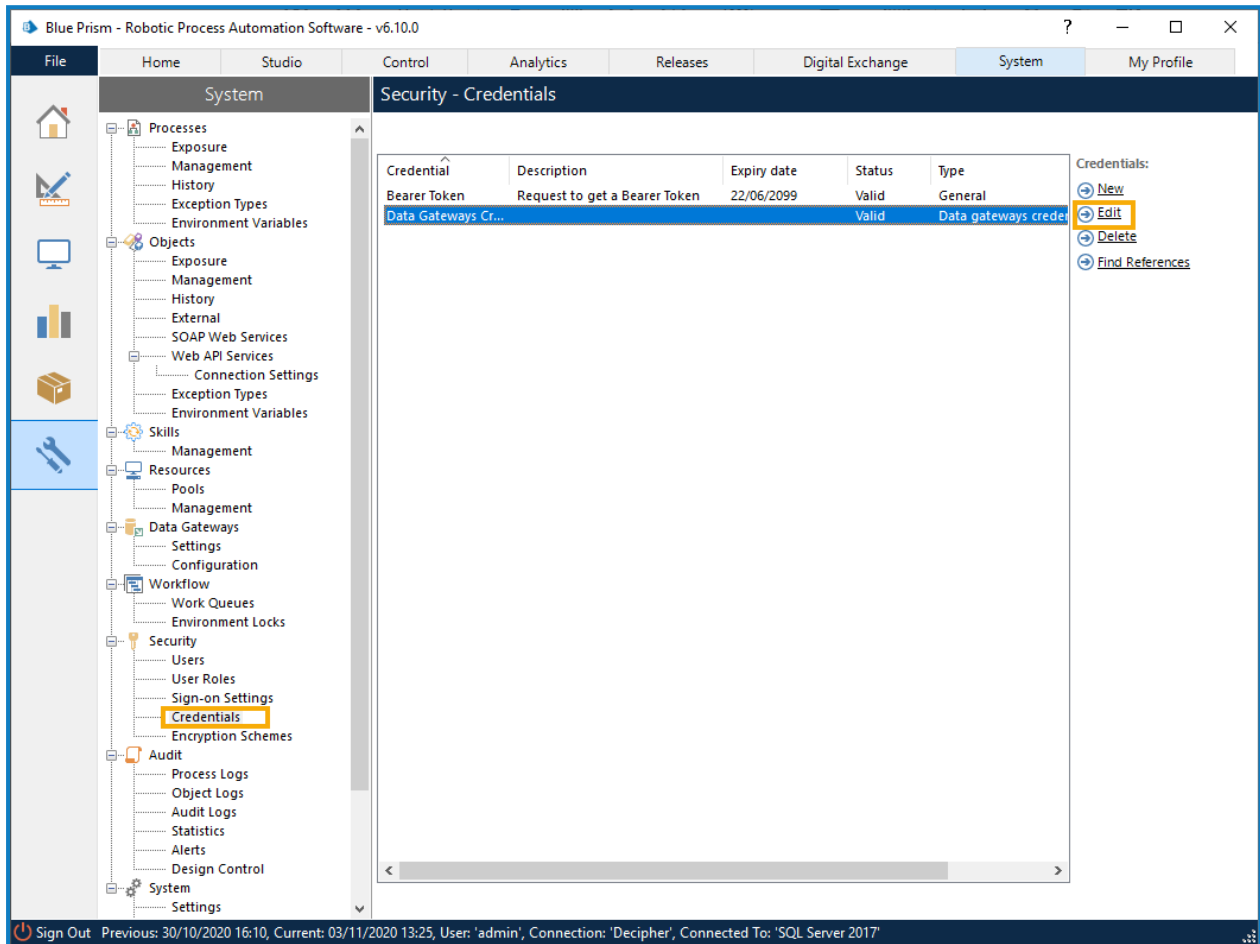 Blue Prism - Robotic Process Automation Software - v6.10.0
?
File Home Studio Control Analytics Releases Digital Exchange System My Profile
System
Security - Credentials
Processes
Exposure
Management
History
Exception Types
Environment Variables
Objects
Exposure
Management
History
External
SOAP Web Services
Web API Services
Connection Settings
Exception Types
Environment Variables
Skills
Management
Resources
Pools
Management
Data Gateways
Settings
Configuration
Workflow
Work Queues
Environment Locks
Security
Users
User Roles
Sign-on Settings
Credentials
Encryption Schemes
Audit
Process Logs
Object Logs
Audit Logs
Statistics
Alerts
Design Control
System
Settings
Credential Description Expiry date Status Type
Bearer Token Request to get a Bearer Token 22/06/2099 Valid General
Data Gateways Cr... Valid Data gateways creder
Credentials:
New
Edit
Delete
Find References
Sign Out Previous: 30/10/2020 16:10, Current: 03/11/2020 13:25, User: 'admin', Connection: 'Decipher', Connected To: 'SQL Server 2017'